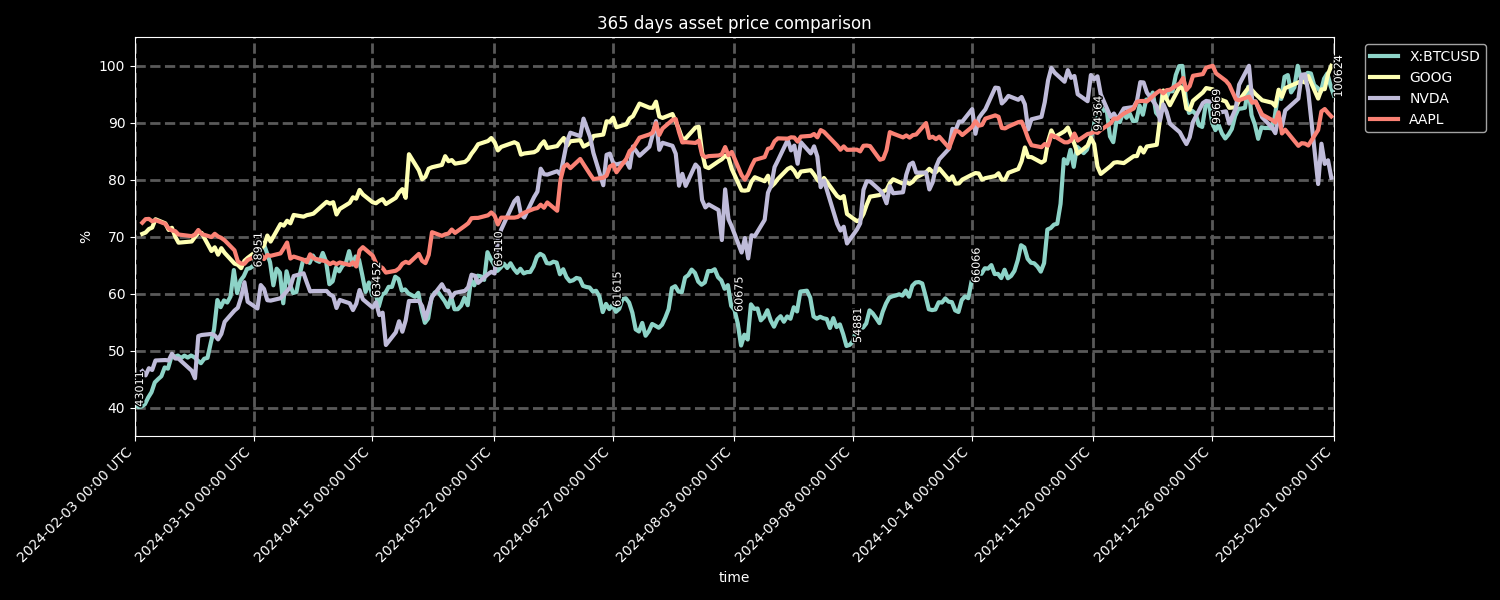 365 days asset price comparison
X:BTCUSD
GOOG
NVDA
AAPL
%
100
90
80
70
60
50
40
43011
68951
63452
69110
61615
60675
54881
66066
94364
95669
100624
2024-02-03 00:00 UTC
2024-03-10 00:00 UTC
2024-04-15 00:00 UTC
2024-05-22 00:00 UTC
2024-06-27 00:00 UTC
2024-08-03 00:00 UTC
2024-09-08 00:00 UTC
2024-10-14 00:00 UTC
2024-11-20 00:00 UTC
2024-12-26 00:00 UTC
2025-02-01 00:00 UTC
time